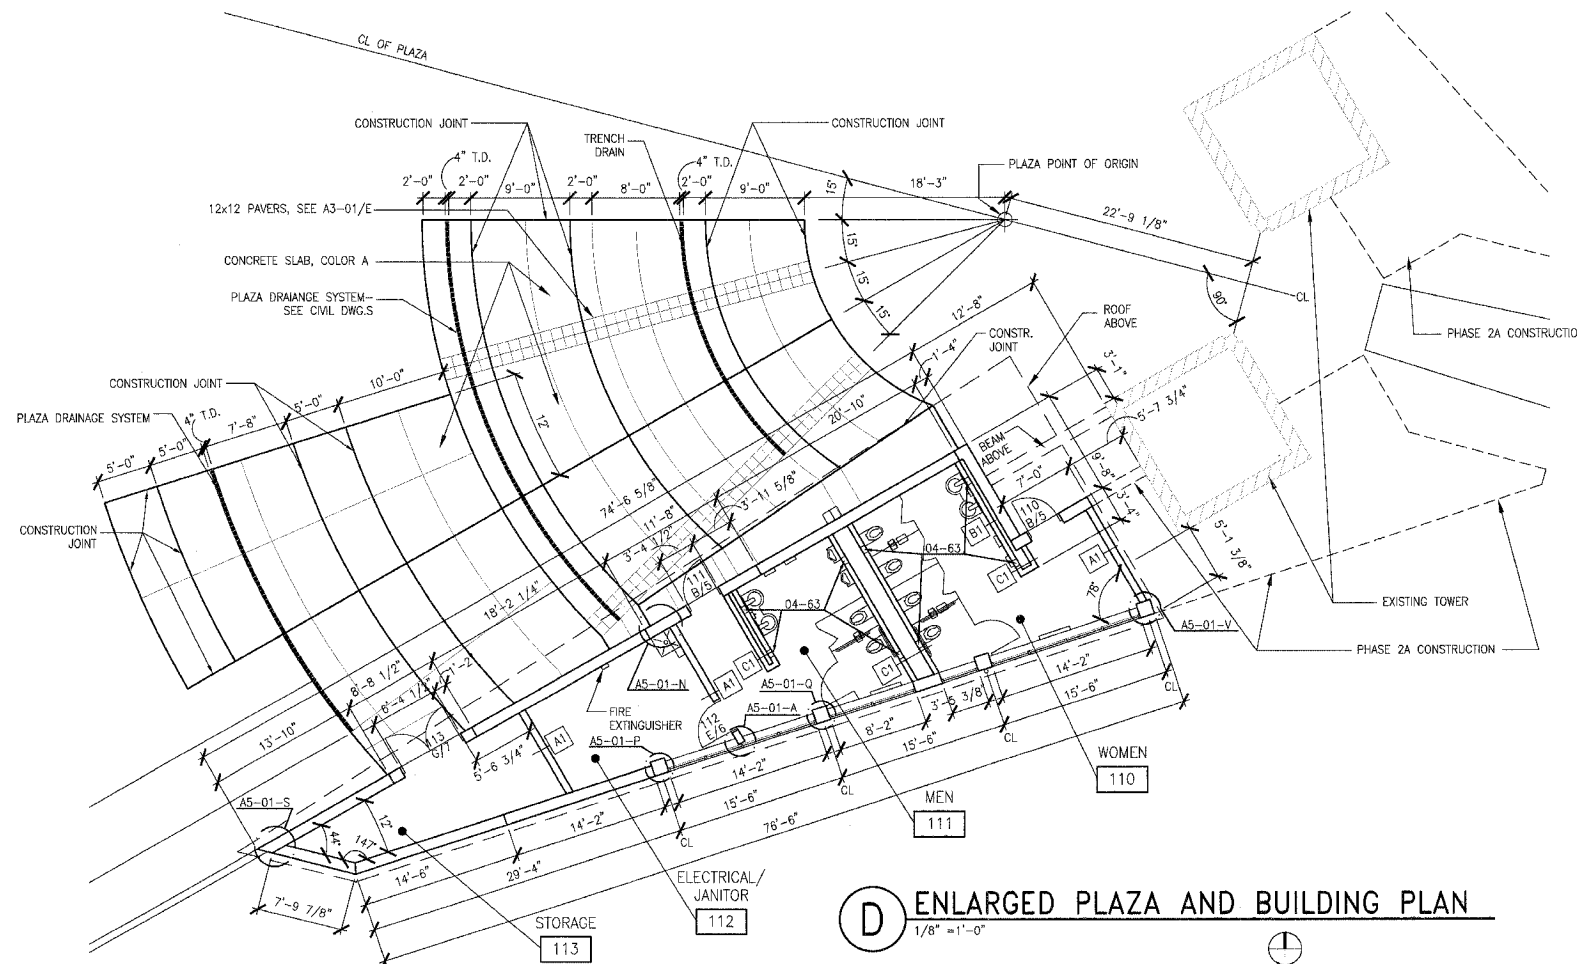 CL OF PLAZA
CONSTRUCTION JOINT
TRENCH
DRAIN
CONSTRUCTION JOINT
4" T.D.
4" T.D.
PLAZA POINT OF ORIGIN
2'-0"
2'-0"
9'-0"
2'-0"
8'-0"
2'-0"
9'-0"
15'
18'-3"
12x12 PAVERS, SEE A3-01/E
22'-9 1/8"
15'
CONCRETE SLAB, COLOR A
15'
15'
PLAZA DRAIANGE SYSTEM-
SEE CIVIL DWG.S
CL
90'
12'-8"
ROOF
ABOVE
CONSTR.
JOINT
PHASE 2A CONSTRUCTIO
1'-4"
3'-1"
CONSTRUCTION JOINT
10'-0"
5'-0"
7'-8"
4" T.D.
PLAZA DRAINAGE SYSTEM
5'-0"
5'-0"
12'
20'-10"
5'-7 3/4"
BEAM
ABOVE
7'-0"
9'-8"
3'-4"
74'-6 5/8"
3'-11 5/8"
11'-8"
3'-4 1/2"
110
B/5
B1
04-63
C1
A1
5'-1 3/8"
CONSTRUCTION
JOINT
111
B/5
04-63
78'
18'-2 1/4"
EXISTING TOWER
A5-01-V
PHASE 2A CONSTRUCTION
1'-2"
8'-8 1/2"
6'-4 1/2"
C1
C1
A5-01-N
A1
A5-01-Q
14'-2"
15'-6"
CL
3'-5 3/8"
FIRE
EXTINGUISHER
112
E/6
A5-01-A
8'-2"
13'-10"
113
G/7
A1
A5-01-P
5'-6 3/4"
15'-6"
CL
WOMEN
110
14'-2"
A5-01-S
15'-6"
CL
MEN
111
12'
44'
147'
14'-2"
76'-6"
CL
14'-6"
29'-4"
ELECTRICAL/
JANITOR
112
7'-9 7/8"
STORAGE
113
D
ENLARGED PLAZA AND BUILDING PLAN
1/8" =1'-0"